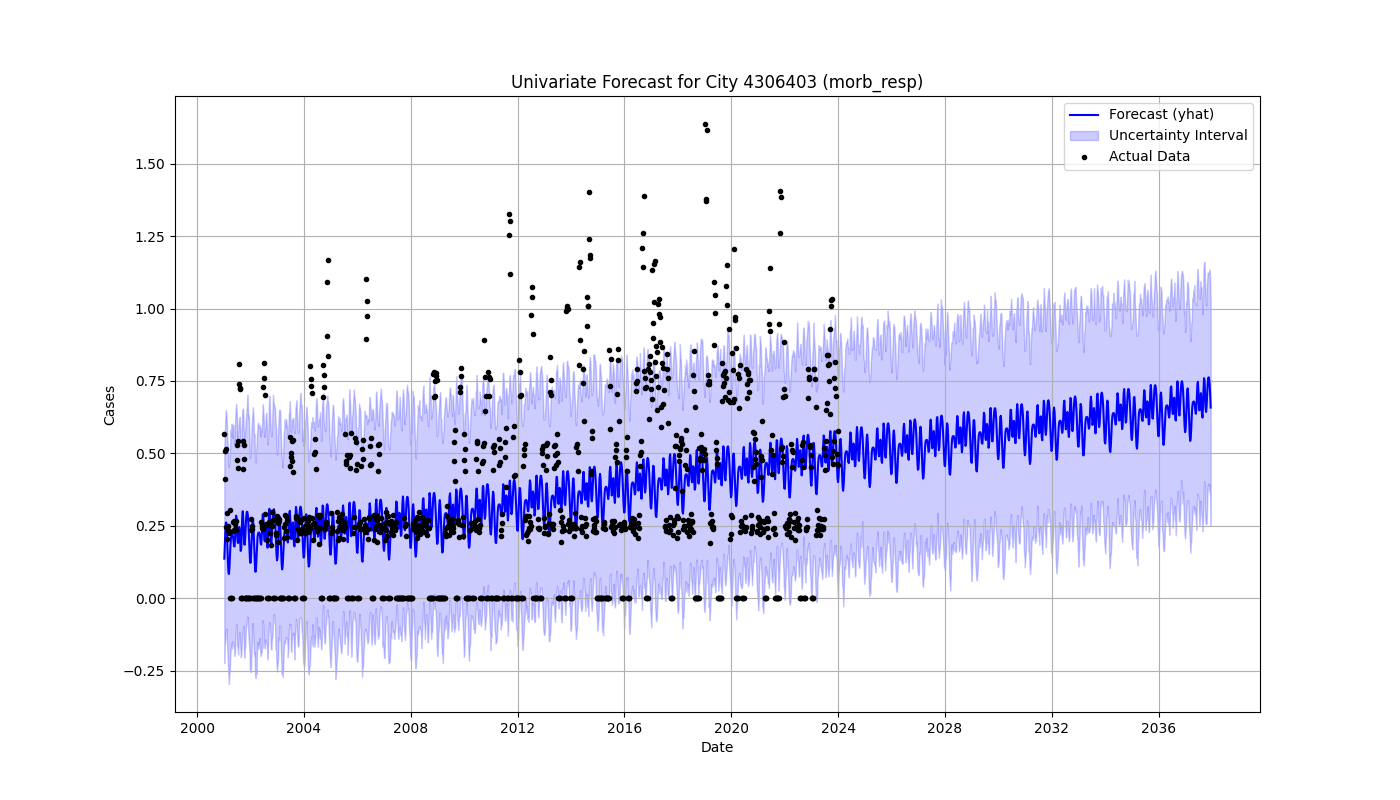 Univariate Forecast for City 4306403 (morb_resp)
Forecast (yhat)
Uncertainty Interval
Actual Data
Cases
1.50
1.25
1.00
0.75
0.50
0.25
0.00
−0.25
2000 2004 2008 2012 2016 2020 2024 2028 2032 2036
Date